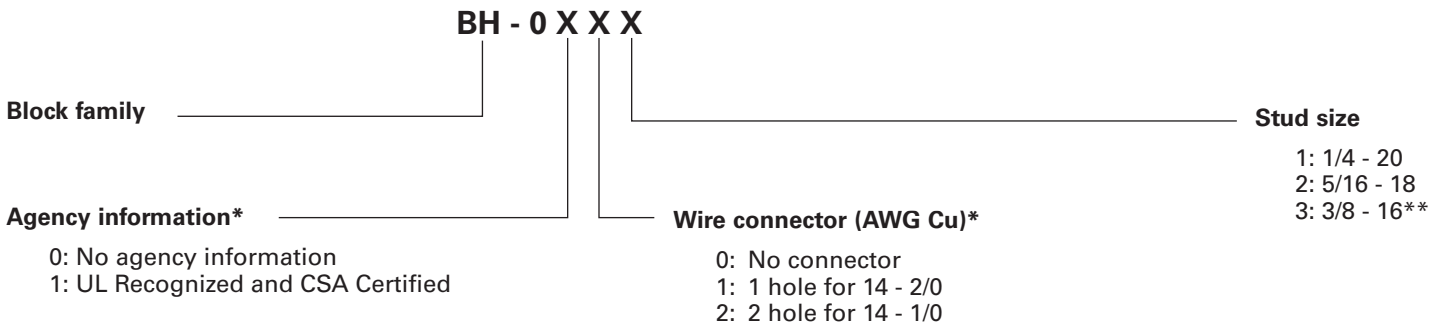 BH - 0 X X X
Block family
Stud size
1: 1/4 - 20
2: 5/16 - 18
3: 3/8 - 16**
Agency information*
0: No agency information
1: UL Recognized and CSA Certified
Wire connector (AWG Cu)*
0: No connector
1: 1 hole for 14 - 2/0
2: 2 hole for 14 - 1/0